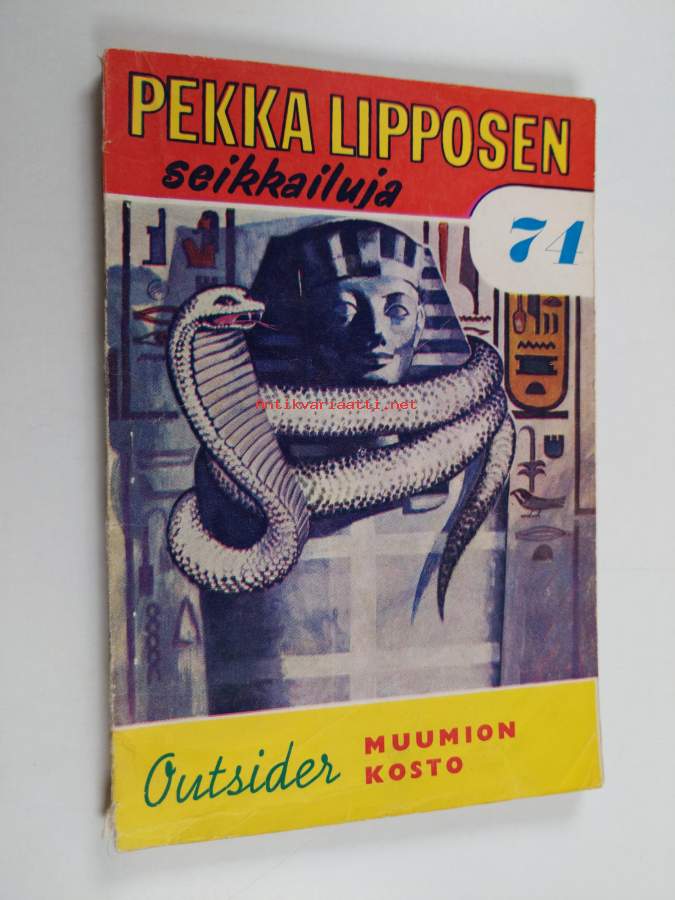 PEKKA LIPPOSEN
seikkailuja
74
Antikvariaatti.net
Outsider
MUUMION
KOSTO